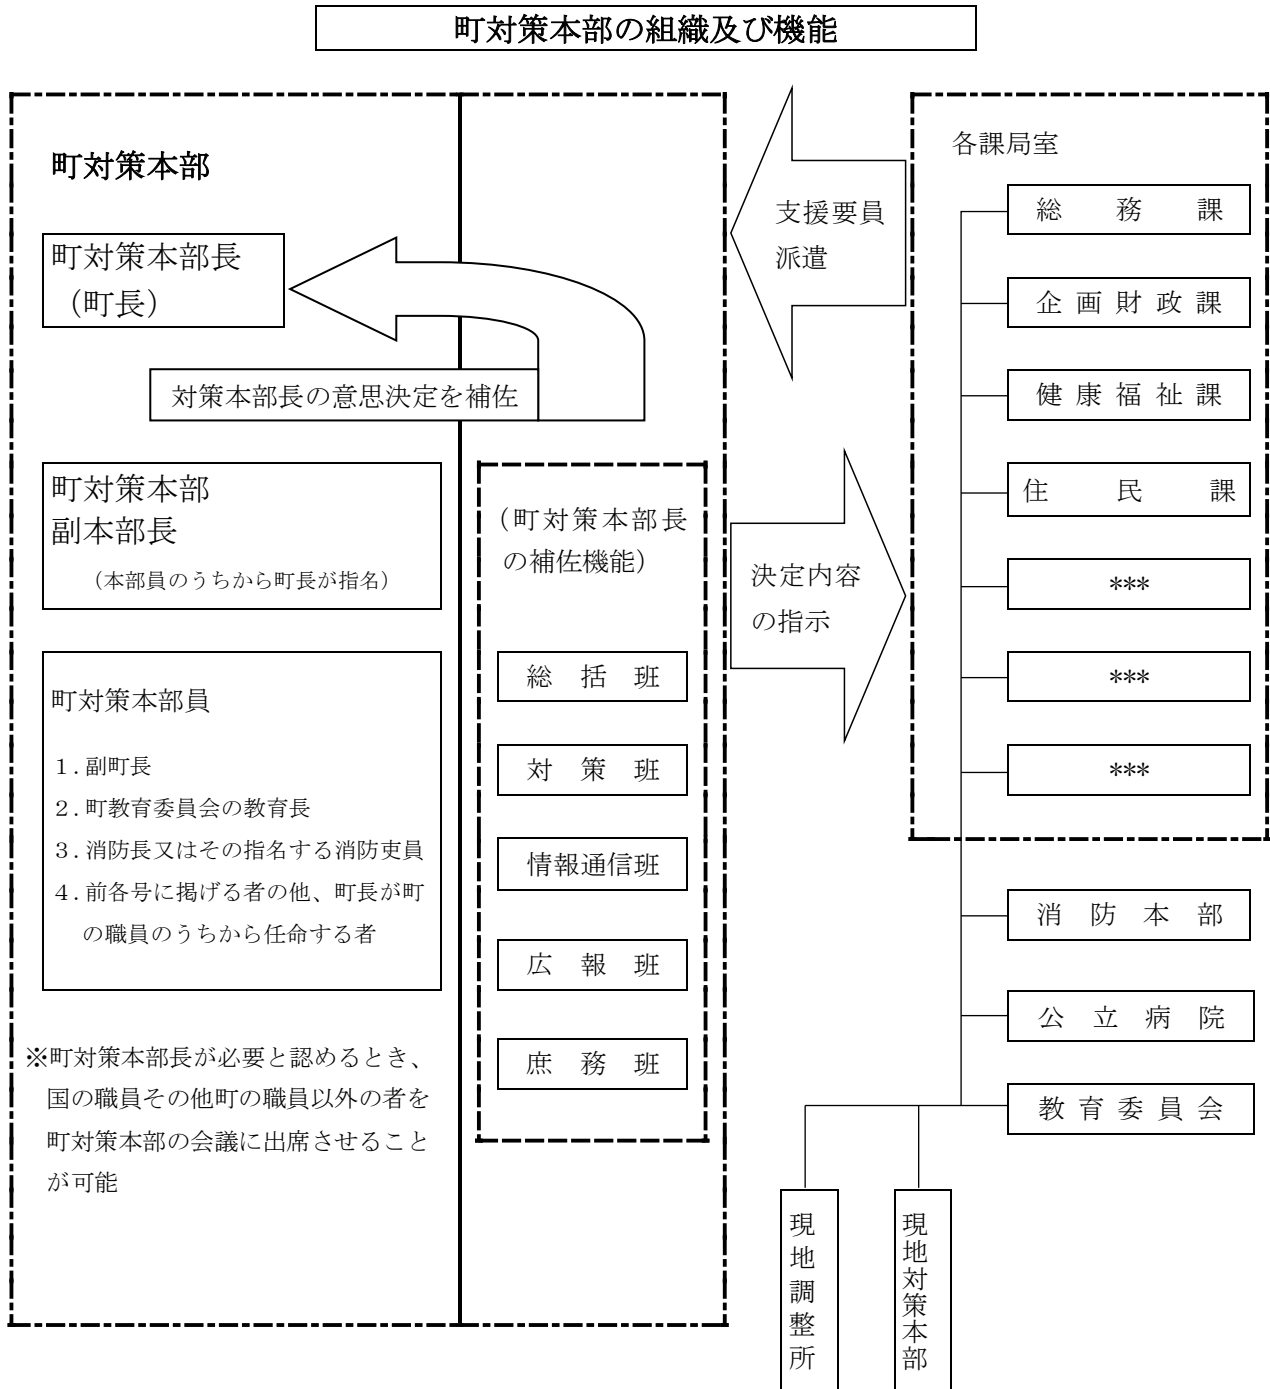 町対策本部の組織及び機能
町対策本部
町対策本部長
（町長）
対策本部長の意思決定を補佐
町対策本部
副本部長
（本部員のうちから町長が指名）
町対策本部員
１.副町長
２.町教育委員会の教育長
３.消防長又はその指名する消防吏員
４.前各号に掲げる者の他、町長が町
の職員のうちから任命する者
※町対策本部長が必要と認めるとき、
国の職員その他町の職員以外の者を
町対策本部の会議に出席させること
が可能
（町対策本部長
の補佐機能）
総括班
対策班
情報通信班
広報班
庶務班
支援要員
派遣
決定内容
の指示
各課局室
総務課
企画財政課
健康福祉課
住民課
***
***
***
消防本部
公立病院
教育委員会
現地調整所
現地対策本部